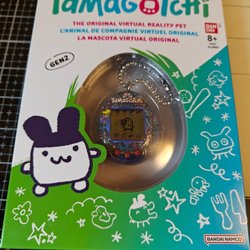 TAMAGOTCHI
THE ORIGINAL VIRTUAL REALITY PET
L'ANIMAL DE COMPAGNIE VIRTUEL ORIGINAL
LA MASCOTA VIRTUAL ORIGINAL
BANDAI
8+
GEN2
TAMAGOTCHI
BANDAI NAMCO